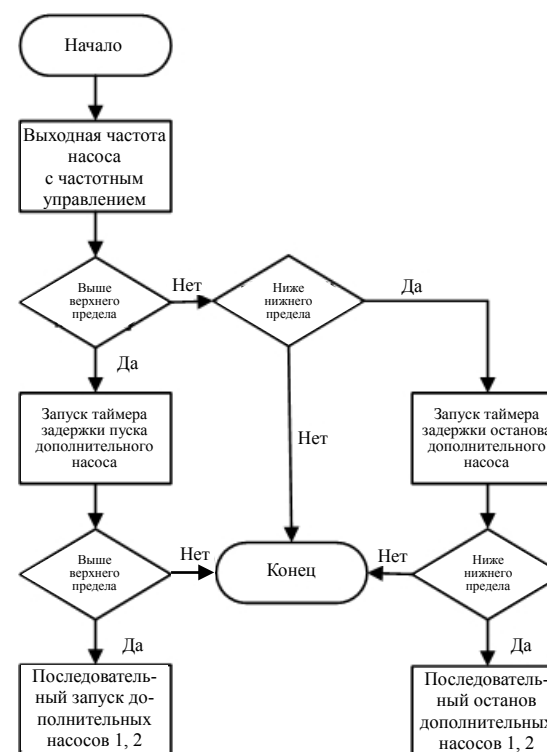 Начало
Выходная частота
насоса
с частотным
управлением
Выше
верхнего
предела
Нет
Ниже
нижнего
предела
Да
Да
Запуск таймера
задержки пуска
дополнительного
насоса
Нет
Запуск таймера
задержки останова
дополнительного
насоса
Выше
верхнего
предела
Нет
Конец
Нет
Ниже
нижнего
предела
Да
Да
Последователь-
ный запуск до-
полнительных
насосов 1, 2
Последователь-
ный останов
дополнительных
насосов 1, 2